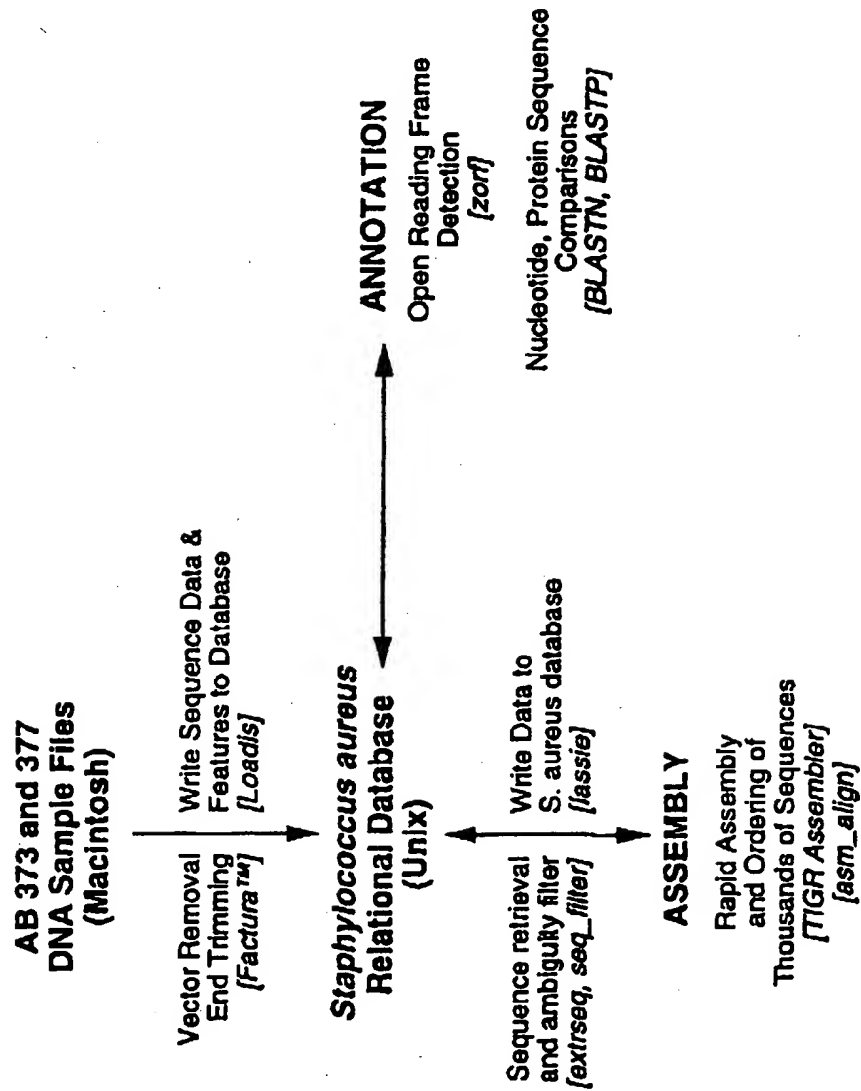 AB 373 and 377
DNA Sample Files
(Macintosh)
Vector Removal
End Trimming
[Factura™]
Write Sequence Data &
Features to Database
[Loadis]
Staphylococcus aureus
Relational Database
(Unix)
ANNOTATION
Open Reading Frame
Detection
[zorf]
Nucleotide, Protein Sequence
Comparisons
[BLASTN, BLASTP]
Sequence retrieval
and ambiguity filter
[extrseq, seq_filter]
Write Data to
S. aureus database
[lassie]
ASSEMBLY
Rapid Assembly
and Ordering of
Thousands of Sequences
[TIGR Assembler]
[asm_align]